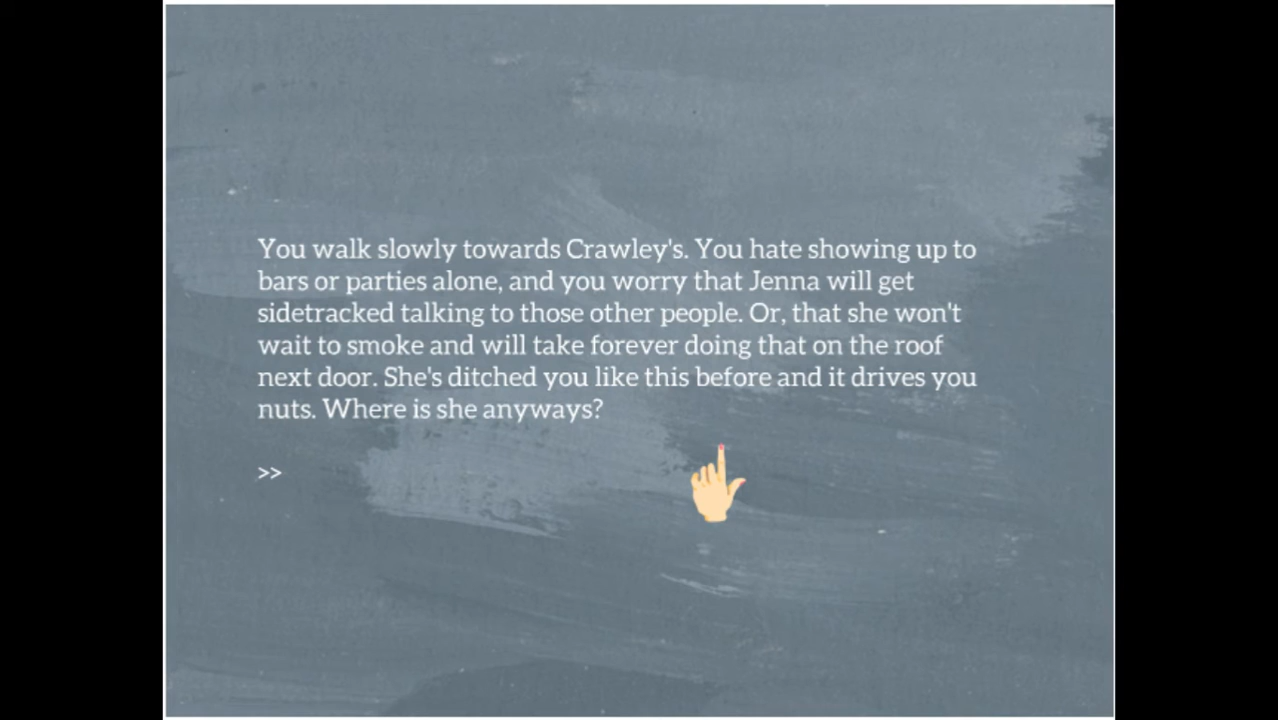 You walk slowly towards Crawley's. You hate showing up to
bars or parties alone, and you worry that Jenna will get
sidetracked talking to those other people. Or, that she won't
wait to smoke and will take forever doing that on the roof
next door. She's ditched you like this before and it drives you
nuts. Where is she anyways?
>>